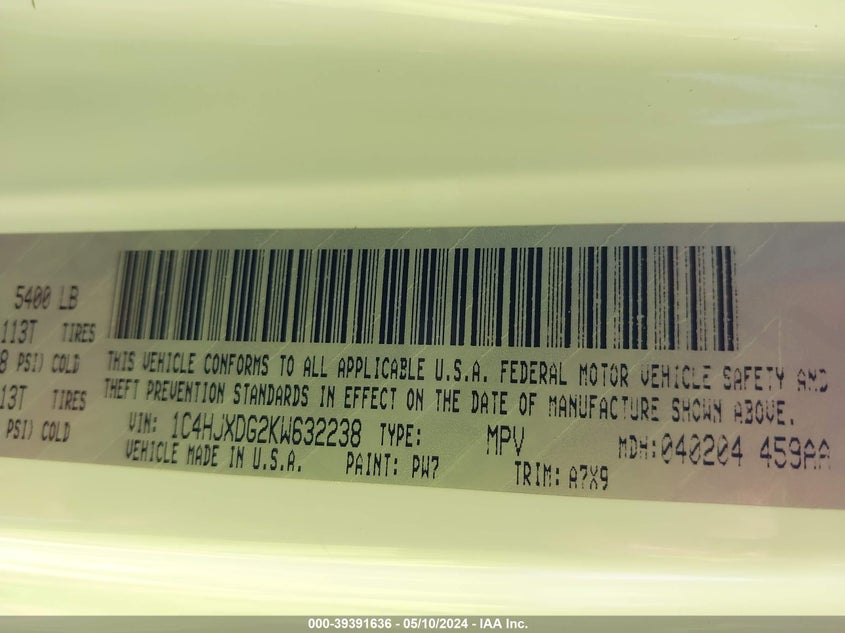 5400 LB
113T TIRES
8 PSI) COLD
13T TIRES
PSI) COLD
THIS VEHICLE CONFORMS TO ALL APPLICABLE U.S.A. FEDERAL MOTOR VEHICLE SAFETY AND
THEFT PREVENTION STANDARDS IN EFFECT ON THE DATE OF MANUFACTURE SHOWN ABOVE.
VIN: 1C4HJXDG2KW632238 TYPE: MPV MDH:040204 459AA
VEHICLE MADE IN U.S.A. PAINT: PW7 TRIM: A7X9
000-39391636 - 05/10/2024 - IAA Inc.